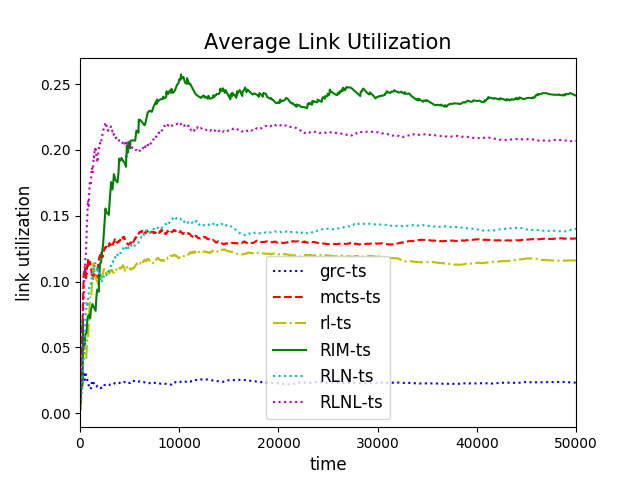 Average Link Utilization
link utilization
0.25
0.20
0.15
0.10
0.05
0.00
grc-ts
mcts-ts
rl-ts
RIM-ts
RLN-ts
RLNL-ts
0 10000 20000 30000 40000 50000
time